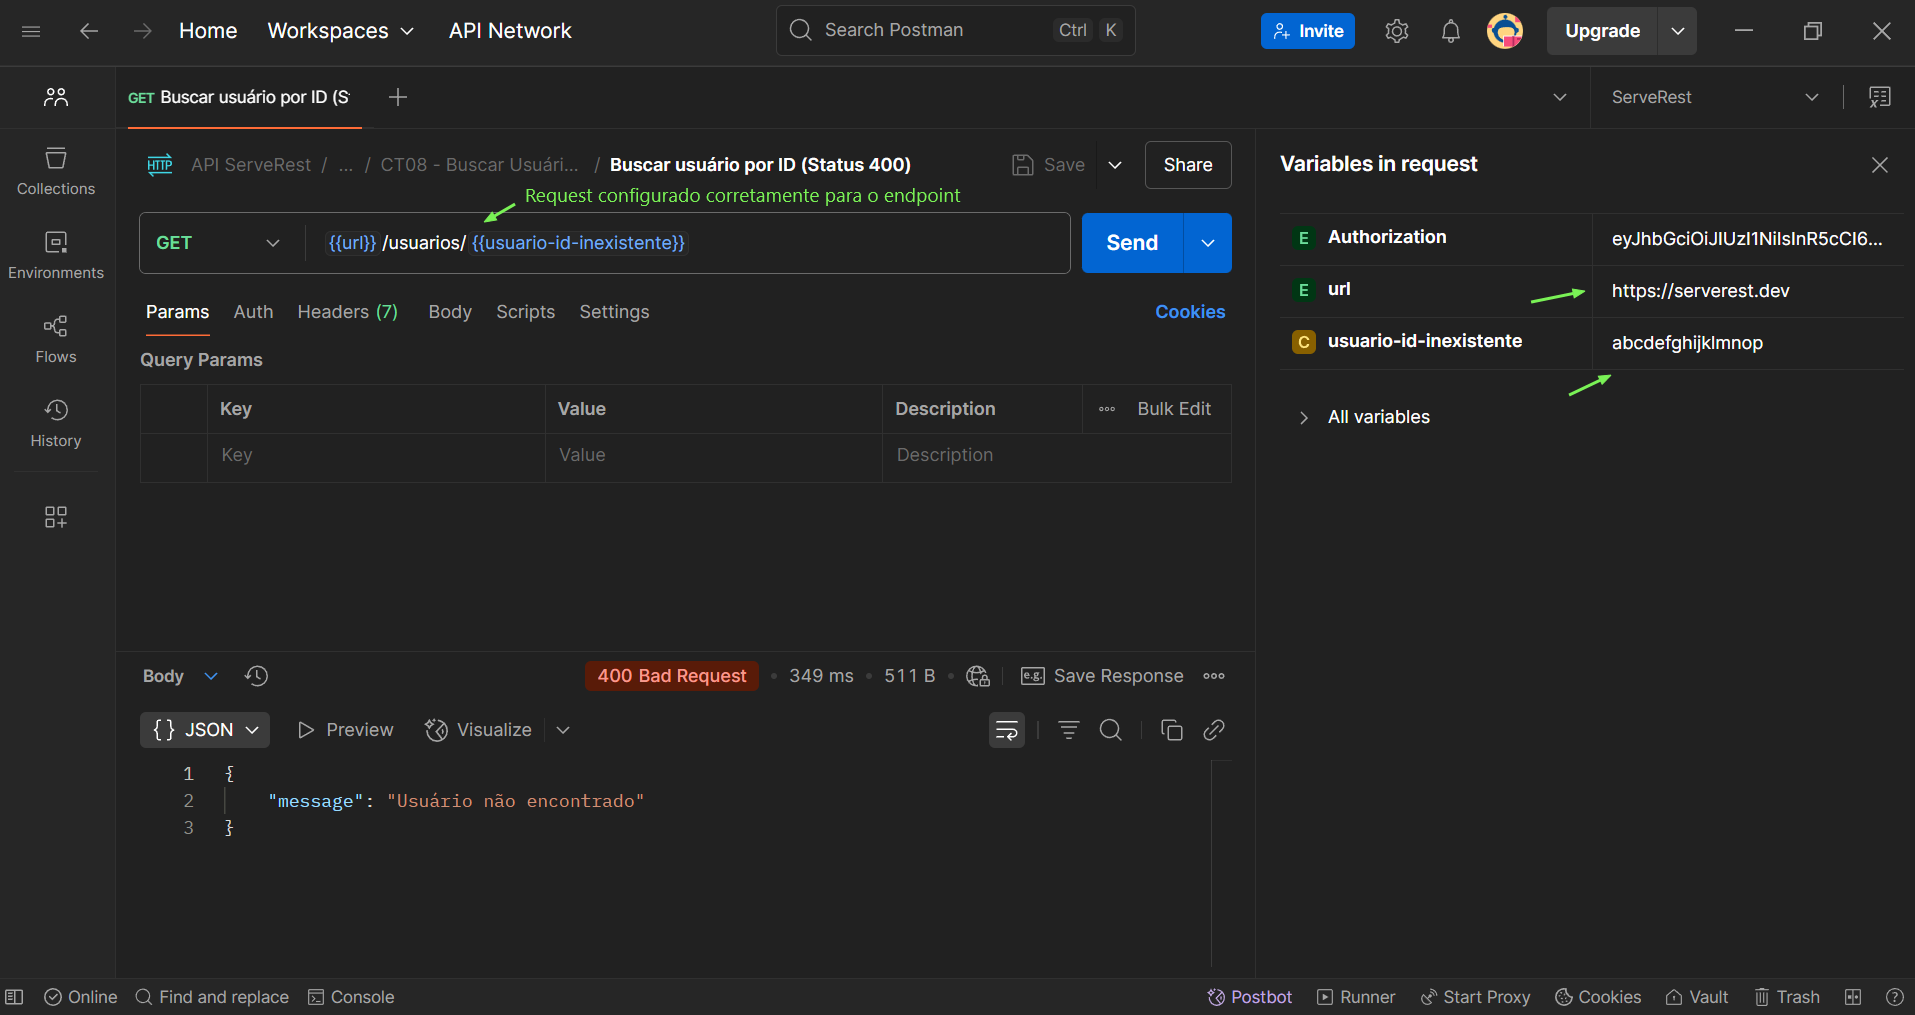 Home Workspaces API Network Search Postman Ctrl K Invite Upgrade
GET Buscar usuário por ID (S ServeRest
API ServeRest / ... / CT08 - Buscar Usuári... / Buscar usuário por ID (Status 400) Save Share
Request configurado corretamente para o endpoint
GET {{url}} /usuarios/ {{usuario-id-inexistente}} Send
Params Auth Headers (7) Body Scripts Settings Cookies
Query Params
Key Value Description Bulk Edit
Key Value Description
Collections
Environments
Flows
History
Variables in request
E Authorization eyJhbGciOiJIUzI1NiIsInR5cCI6...
E url https://serverest.dev
C usuario-id-inexistente abcdefghijklmnop
All variables
Body 400 Bad Request 349 ms 511 B e.g. Save Response
{} JSON Preview Visualize
1 {
2 "message": "Usuário não encontrado"
3 }
Online Find and replace Console Postbot Runner Start Proxy Cookies Vault Trash